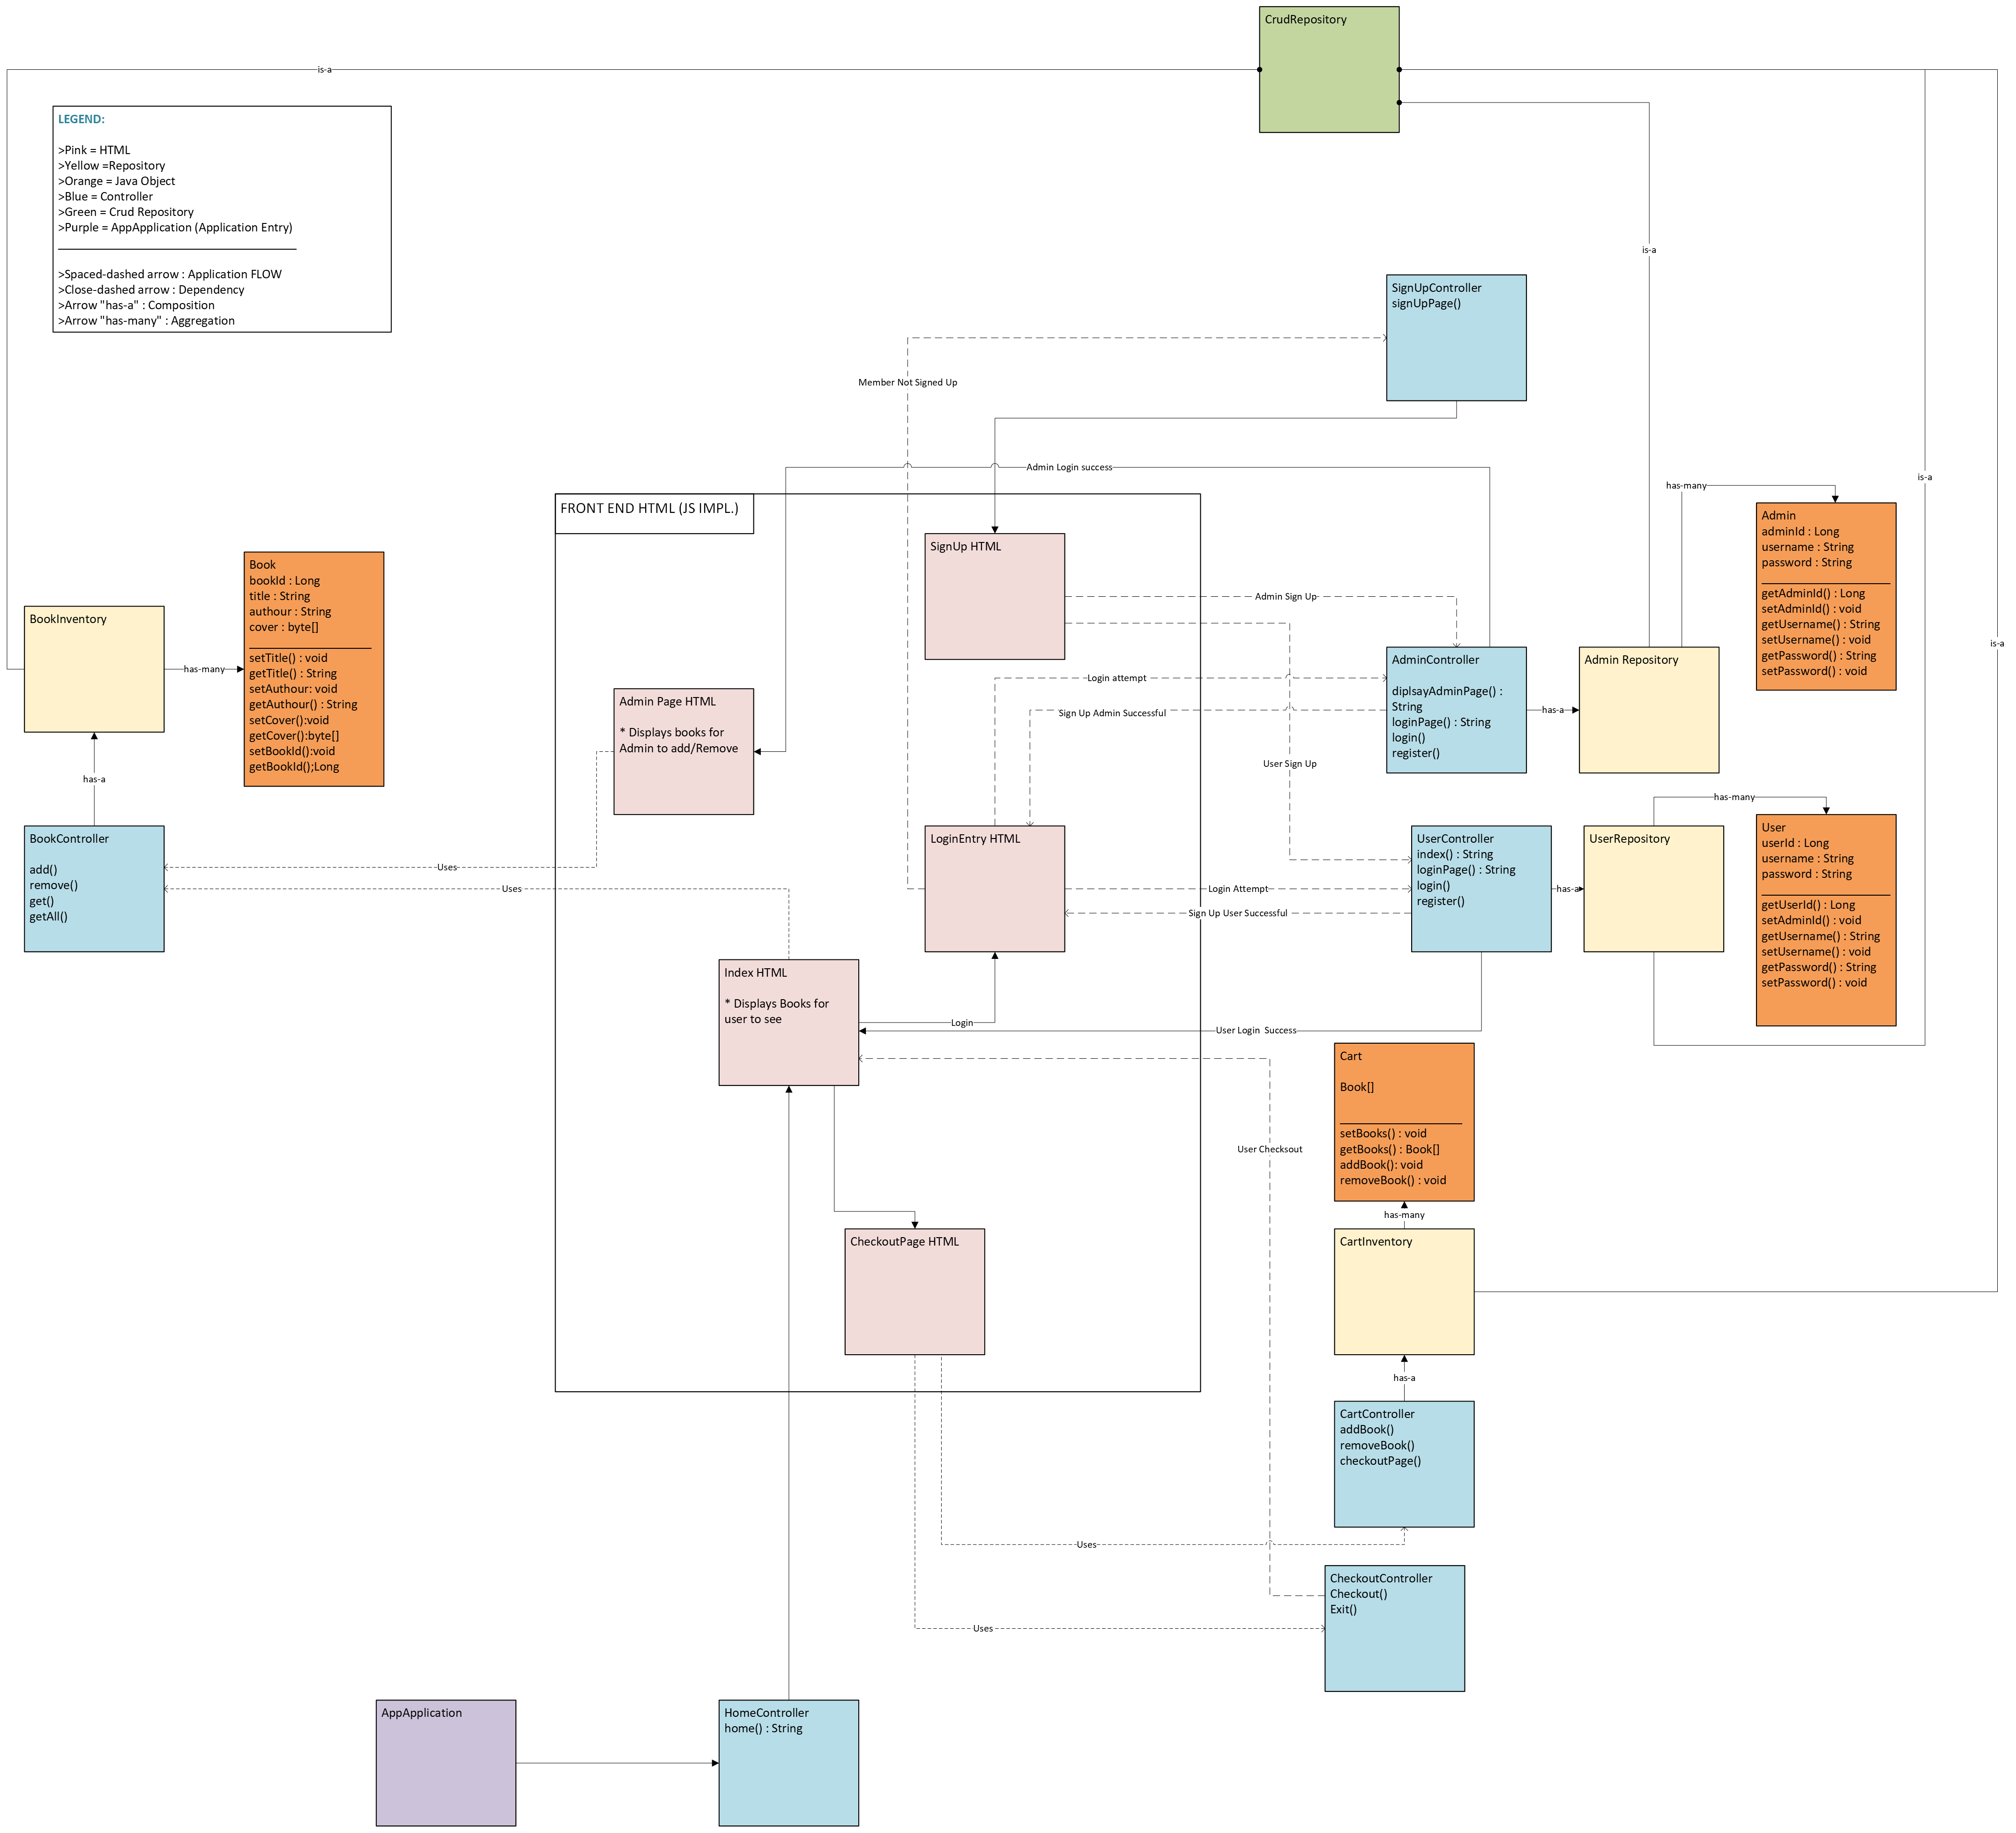 CrudRepository
is-a
LEGEND:
>Pink = HTML
>Yellow =Repository
>Orange = Java Object
>Blue = Controller
>Green = Crud Repository
>Purple = AppApplication (Application Entry)
>Spaced-dashed arrow : Application FLOW
>Close-dashed arrow : Dependency
>Arrow "has-a" : Composition
>Arrow "has-many" : Aggregation
is-a
SignUpController
signUpPage()
Member Not Signed Up
Admin Login success
is-a
has-many
FRONT END HTML (JS IMPL.)
Admin
adminId : Long
username : String
password : String
getAdminId() : Long
setAdminId() : void
getUsername() : String
setUsername() : void
getPassword() : String
setPassword() : void
SignUp HTML
Book
bookId : Long
title : String
authour : String
cover : byte[]
setTitle() : void
getTitle() : String
setAuthour: void
getAuthour() : String
setCover():void
getCover():byte[]
setBookId():void
getBookId();Long
Admin Sign Up
BookInventory
is-a
has-many
AdminController
diplsayAdminPage() :
String
loginPage() : String
login()
register()
Admin Repository
has-a
Login attempt
Sign Up Admin Successful
Admin Page HTML
* Displays books for
Admin to add/Remove
User Sign Up
has-a
has-many
BookController
add()
remove()
get()
getAll()
LoginEntry HTML
UserController
index() : String
loginPage() : String
login()
register()
UserRepository
User
userId : Long
username : String
password : String
getUserId() : Long
setAdminId() : void
getUsername() : String
setUsername() : void
getPassword() : String
setPassword() : void
Uses
Uses
Login Attempt
has-a
Sign Up User Successful
Index HTML
* Displays Books for
user to see
Login
User Login  Success
Cart
Book[]
setBooks() : void
getBooks() : Book[]
addBook(): void
removeBook() : void
User Checksout
has-many
CheckoutPage HTML
CartInventory
has-a
CartController
addBook()
removeBook()
checkoutPage()
Uses
CheckoutController
Checkout()
Exit()
Uses
AppApplication
HomeController
home() : String